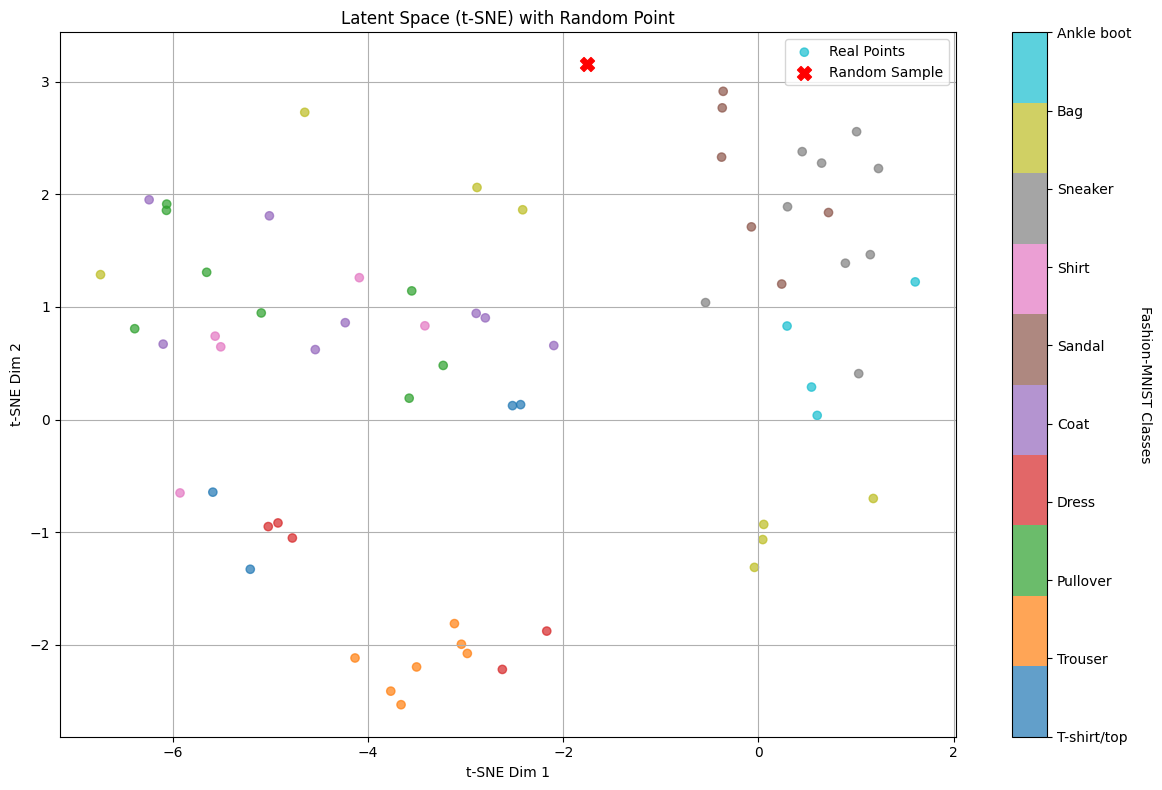 Latent Space (t-SNE) with Random Point
Real Points
Random Sample
t-SNE Dim 2
3
2
1
0
−1
−2
−6
−4
−2
0
2
t-SNE Dim 1
Ankle boot
Bag
Sneaker
Shirt
Sandal
Coat
Dress
Pullover
Trouser
T-shirt/top
Fashion-MNIST Classes